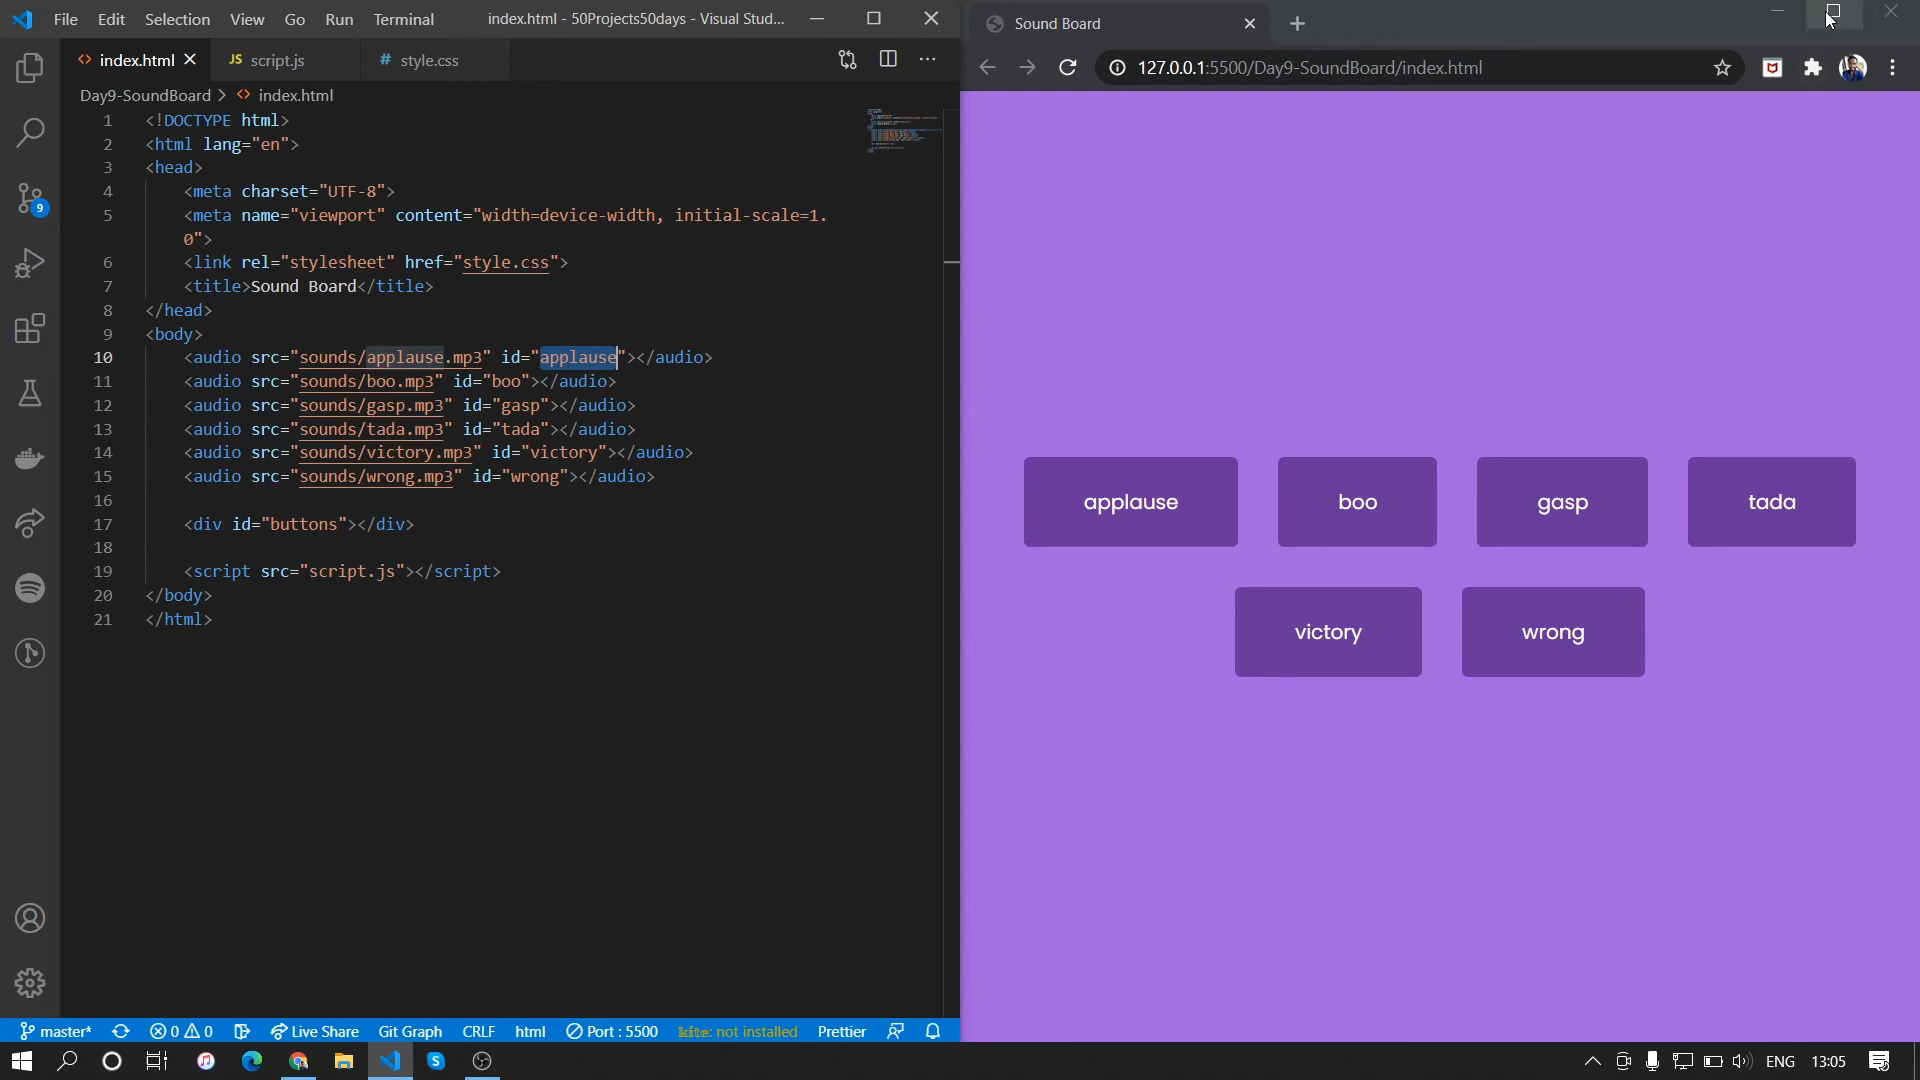 File Edit Selection View Go Run Terminal index.html - 50Projects50days - Visual Stud...
index.html JS script.js # style.css
Day9-SoundBoard > index.html
1 <!DOCTYPE html>
2 <html lang="en">
3 <head>
4 <meta charset="UTF-8">
5 <meta name="viewport" content="width=device-width, initial-scale=1.
0">
6 <link rel="stylesheet" href="style.css">
7 <title>Sound Board</title>
8 </head>
9 <body>
10 <audio src="sounds/applause.mp3" id="applause"></audio>
11 <audio src="sounds/boo.mp3" id="boo"></audio>
12 <audio src="sounds/gasp.mp3" id="gasp"></audio>
13 <audio src="sounds/tada.mp3" id="tada"></audio>
14 <audio src="sounds/victory.mp3" id="victory"></audio>
15 <audio src="sounds/wrong.mp3" id="wrong"></audio>
16
17 <div id="buttons"></div>
18
19 <script src="script.js"></script>
20 </body>
21 </html>
9
master* 0 0 Live Share Git Graph CRLF html Port : 5500 kite: not installed Prettier
Sound Board
127.0.0.1:5500/Day9-SoundBoard/index.html
applause boo gasp tada
victory wrong
ENG 13:05